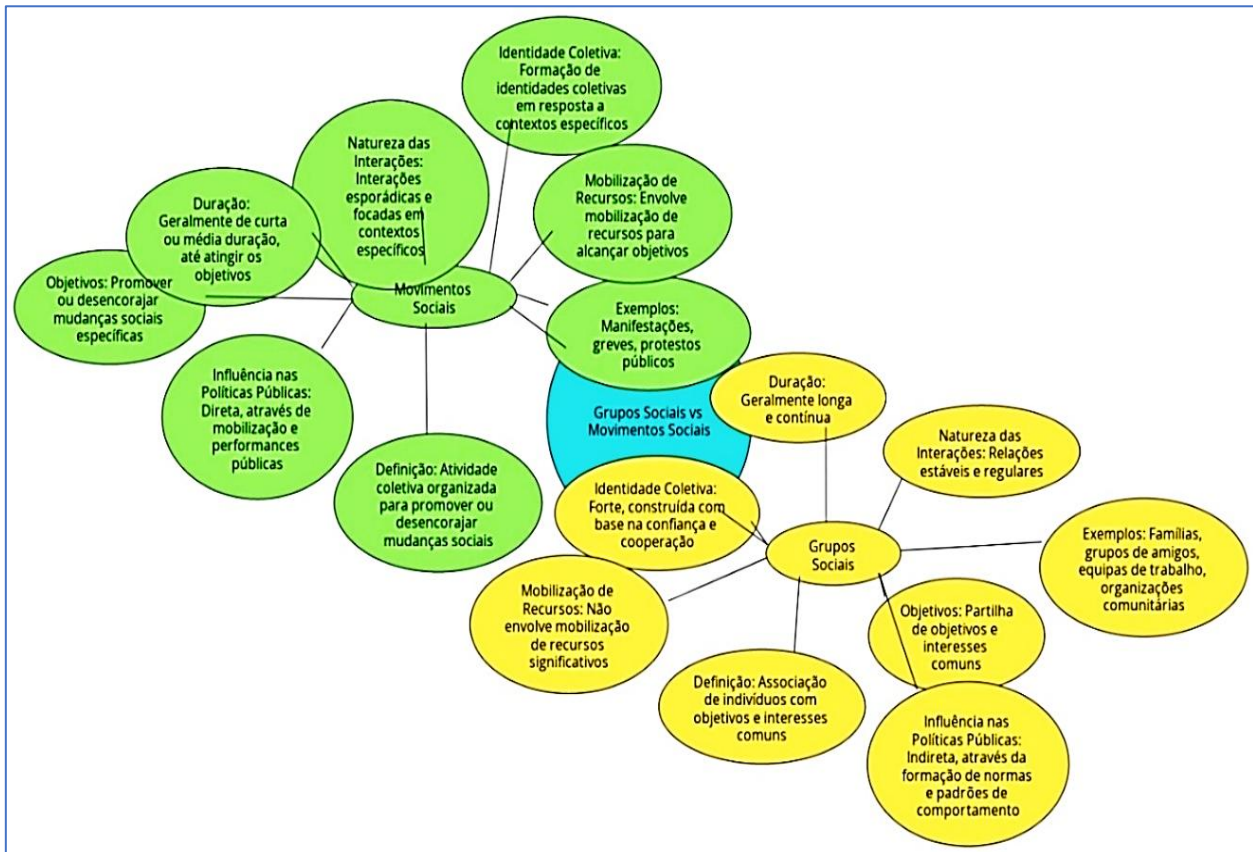 Identidade Coletiva:
Formação de
identidades coletivas
em resposta a
contextos específicos
Natureza das
Interações:
Interações
esporádicas e
focadas em
contextos
específicos
Mobilização de
Recursos: Envolve
mobilização de
recursos para
alcançar objetivos
Duração:
Geralmente de curta
ou média duração,
até atingir os
objetivos
Objetivos: Promover
ou desencorajar
mudanças sociais
específicas
Movimentos
Sociais
Exemplos:
Manifestações,
greves, protestos
públicos
Influência nas
Políticas Públicas:
Direta, através de
mobilização e
performances
públicas
Definição: Atividade
coletiva organizada
para promover ou
desencorajar
mudanças sociais
Grupos Sociais vs
Movimentos Sociais
Duração:
Geralmente longa
e contínua
Natureza das
Interações: Relações
estáveis e regulares
Identidade Coletiva:
Forte, construída com
base na confiança e
cooperação
Grupos
Sociais
Exemplos: Famílias,
grupos de amigos,
equipas de trabalho,
organizações
comunitárias
Mobilização de
Recursos: Não
envolve mobilização
de recursos
significativos
Objetivos: Partilha
de objetivos e
interesses
comuns
Definição: Associação
de indivíduos com
objetivos e interesses
comuns
Influência nas
Políticas Públicas:
Indireta, através da
formação de normas
e padrões de
comportamento